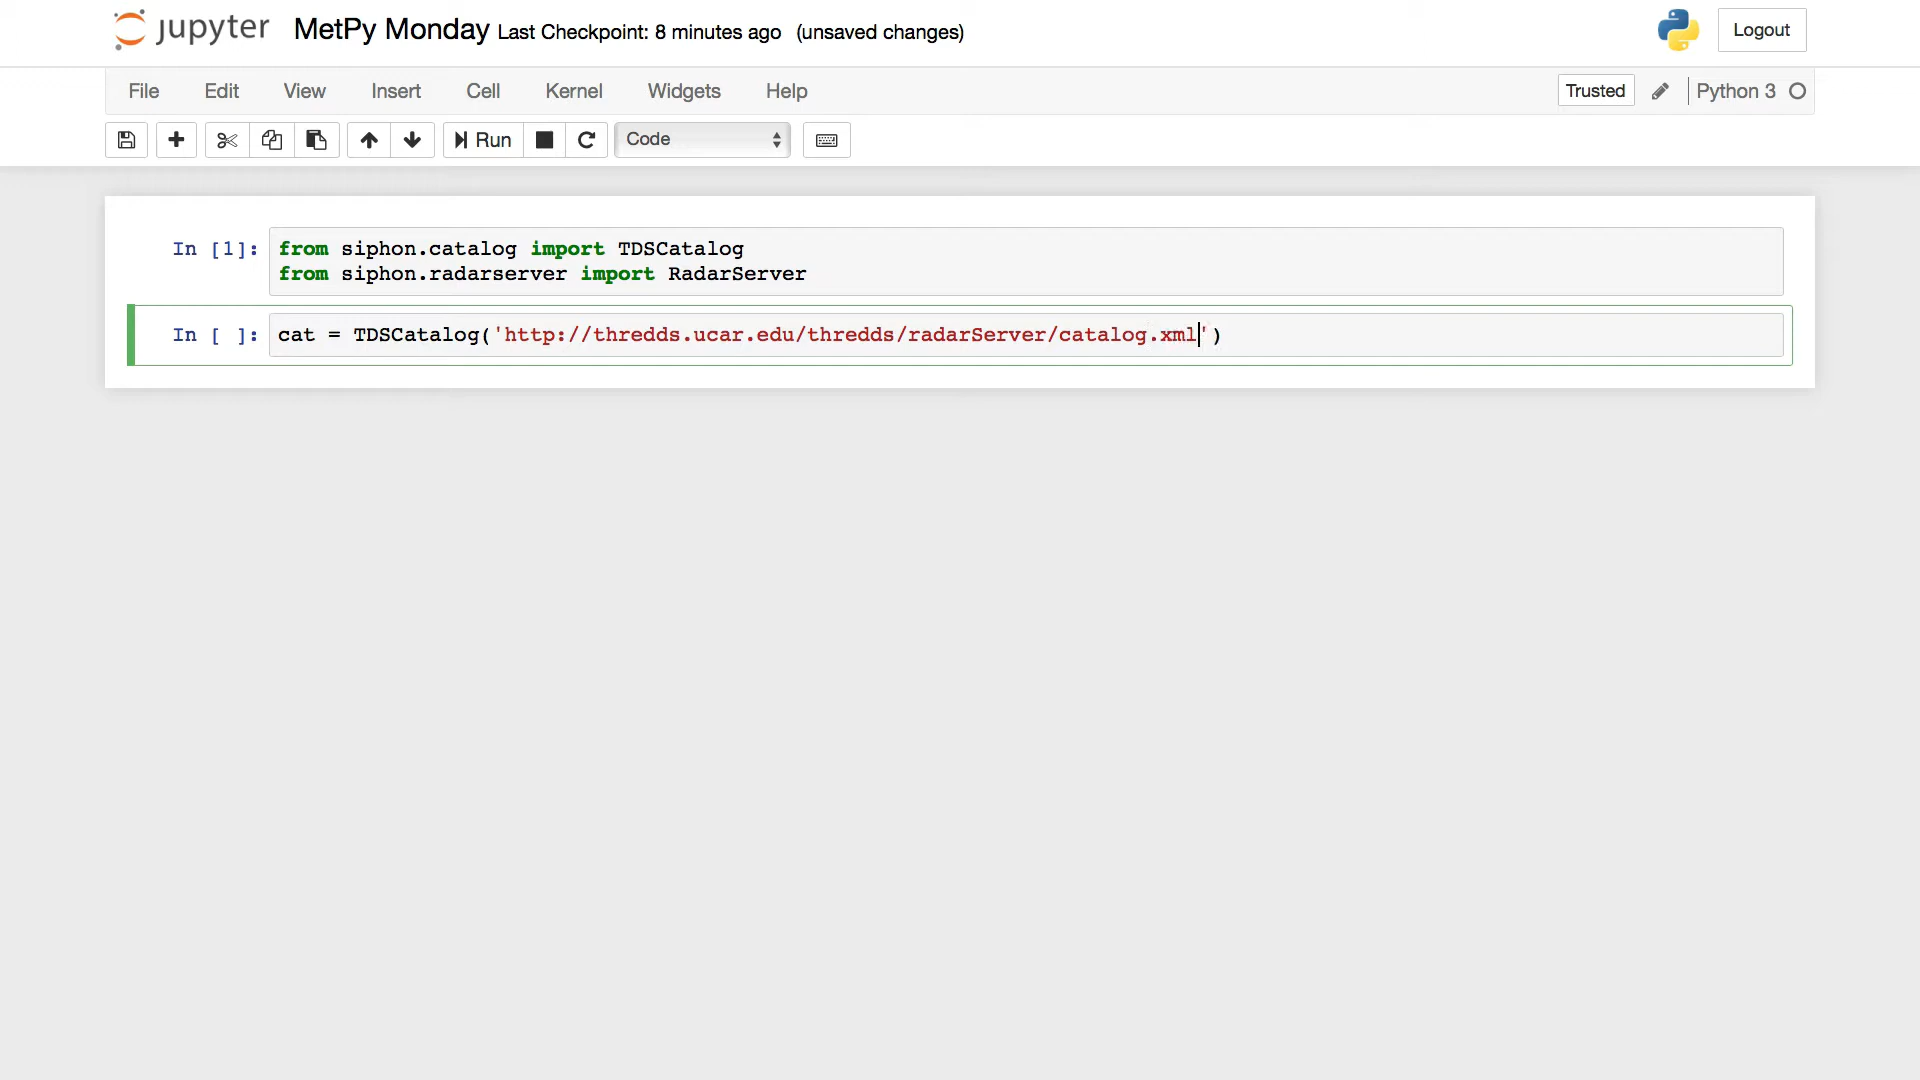 jupyter MetPy Monday Last Checkpoint: 8 minutes ago (unsaved changes) Logout
File Edit View Insert Cell Kernel Widgets Help Trusted Python 3
Run Code
In [1]: from siphon.catalog import TDSCatalog
from siphon.radarserver import RadarServer
In [ ]: cat = TDSCatalog('http://thredds.ucar.edu/thredds/radarServer/catalog.xml')